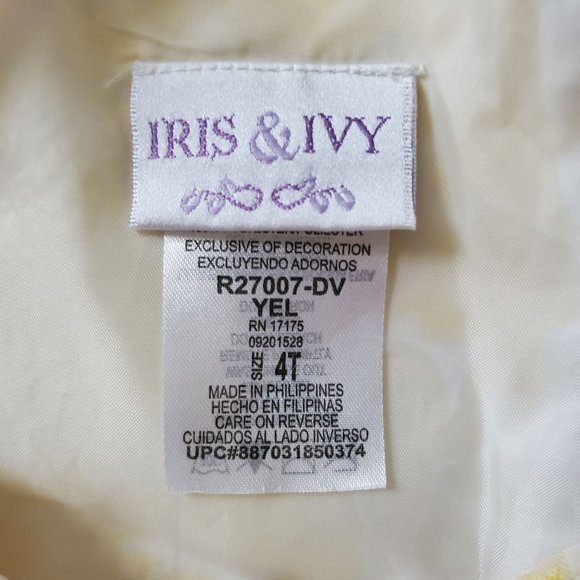 IRIS & IVY
EXCLUSIVE OF DECORATION
EXCLUYENDO ADORNOS
R27007-DV
YEL
RN 17175
09201528
SIZE 4T
MADE IN PHILIPPINES
HECHO EN FILIPINAS
CARE ON REVERSE
CUIDADOS AL LADO INVERSO
UPC#887031850374